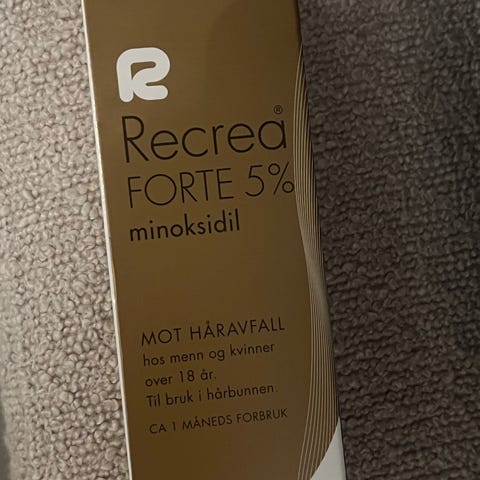 R
Recrea®
FORTE 5%
minoksidil
MOT HÅRAVFALL
hos menn og kvinner
over 18 år.
Til bruk i hårbunnen.
CA 1 MÅNEDS FORBRUK